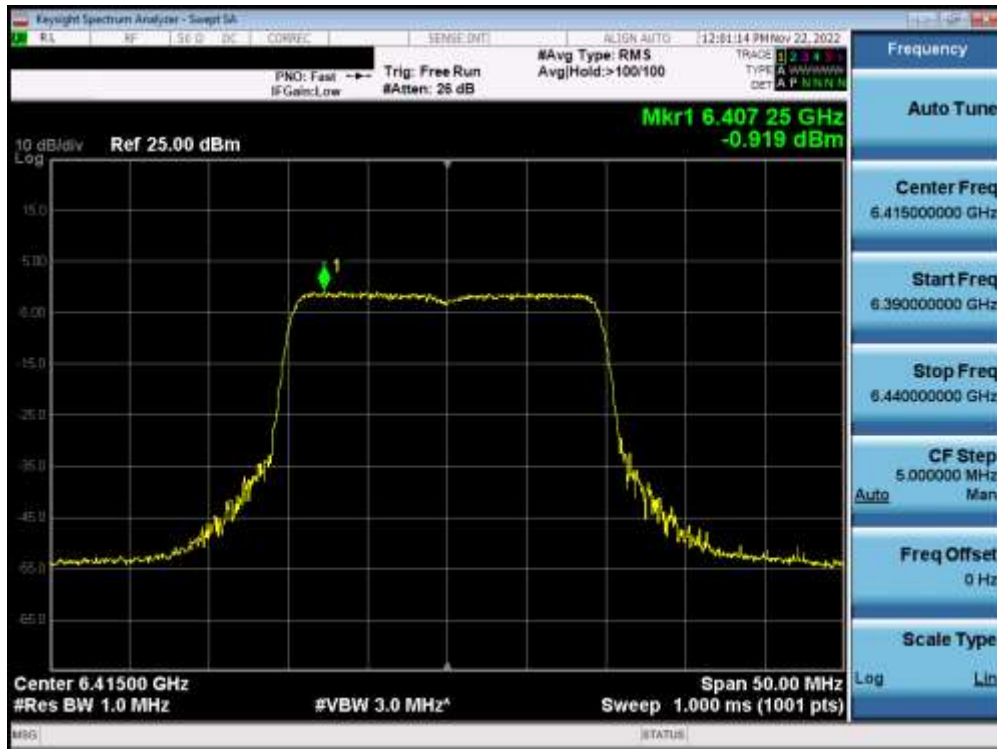 Keysight Spectrum Analyzer - Swept SA
RL RF 50 Ω DC CORREC SENSE:INT ALIGN AUTO 12:01:14 PM Nov 22, 2022
PNO: Fast Trig: Free Run #Avg Type: RMS TRACE 1 2 3 4 5 6
IFGain:Low #Atten: 26 dB Avg|Hold:>100/100 TYPE A WWWWW
DET A P N N N N
Mkr1 6.407 25 GHz
-0.919 dBm
10 dB/div Ref 25.00 dBm
Log
15.0
5.00
-5.00
-15.0
-25.0
-35.0
-45.0
-55.0
-65.0
1
Center 6.41500 GHz Span 50.00 MHz
#Res BW 1.0 MHz #VBW 3.0 MHz* Sweep 1.000 ms (1001 pts)
MSG STATUS
Frequency
Auto Tune
Center Freq
6.415000000 GHz
Start Freq
6.390000000 GHz
Stop Freq
6.440000000 GHz
CF Step
5.000000 MHz
Auto Man
Freq Offset
0 Hz
Scale Type
Log Lin